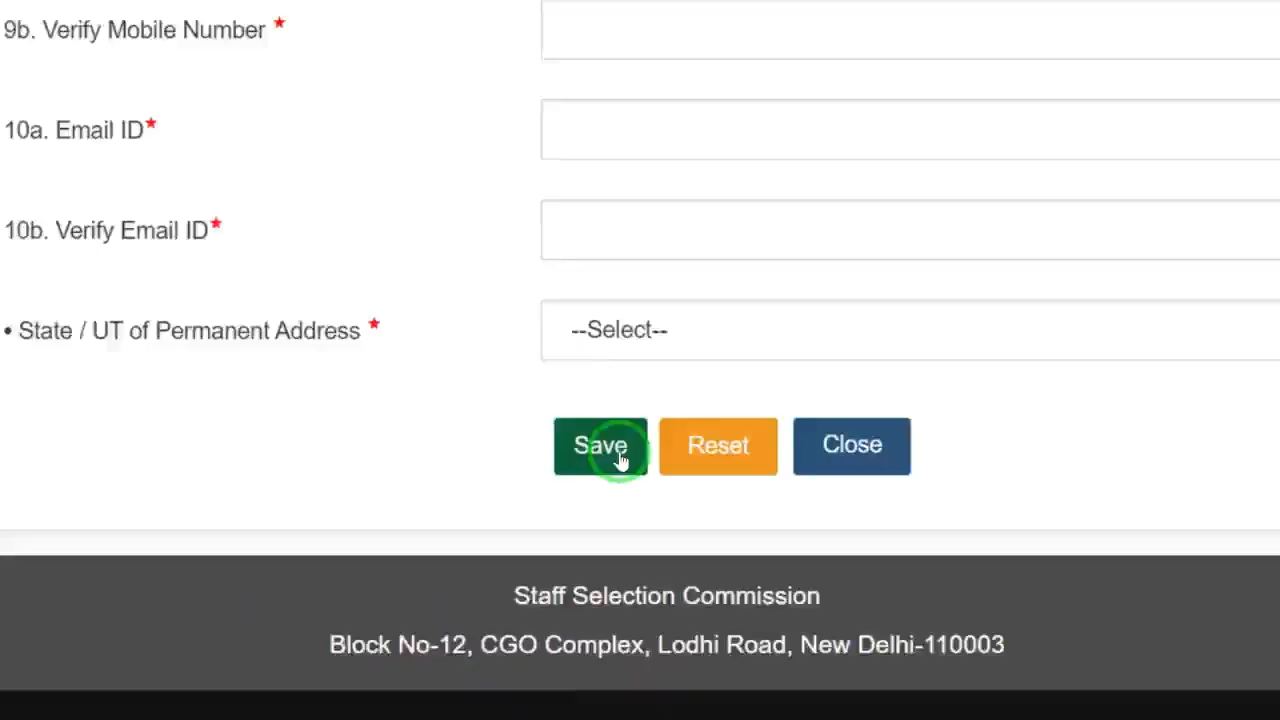 9b. Verify Mobile Number *
10a. Email ID*
10b. Verify Email ID*
• State / UT of Permanent Address *
--Select--
Save Reset Close
Staff Selection Commission
Block No-12, CGO Complex, Lodhi Road, New Delhi-110003